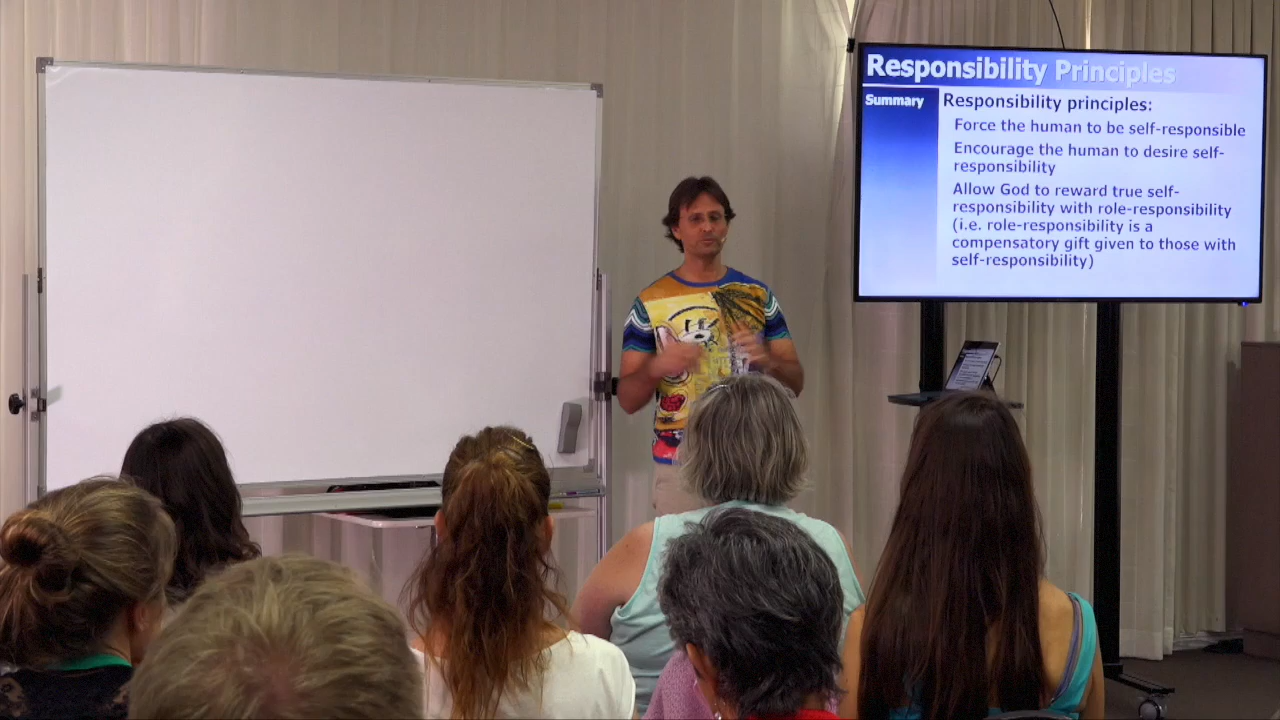 Responsibility Principles
Summary
Responsibility principles:
Force the human to be self-responsible
Encourage the human to desire self-
responsibility
Allow God to reward true self-
responsibility with role-responsibility
(i.e. role-responsibility is a
compensatory gift given to those with
self-responsibility)